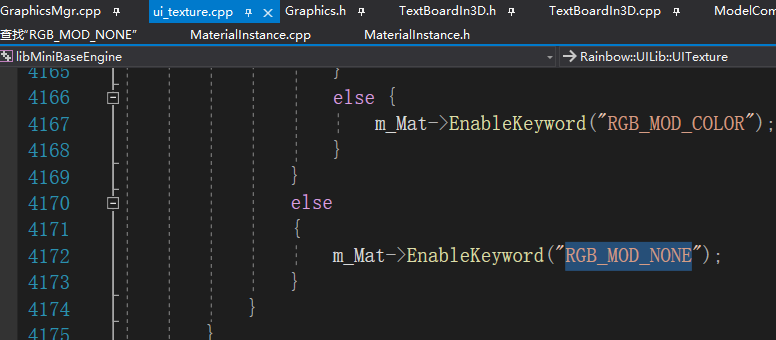 GraphicsMgr.cpp ui_texture.cpp Graphics.h TextBoardIn3D.h TextBoardIn3D.cpp ModelCom
查找"RGB_MOD_NONE" MaterialInstance.cpp MaterialInstance.h
libMiniBaseEngine Rainbow::UILib::UITexture
4165 }
4166 else {
4167 m_Mat->EnableKeyword("RGB_MOD_COLOR");
4168 }
4169 }
4170 else
4171 {
4172 m_Mat->EnableKeyword("RGB_MOD_NONE");
4173 }
4174 }
4175 }